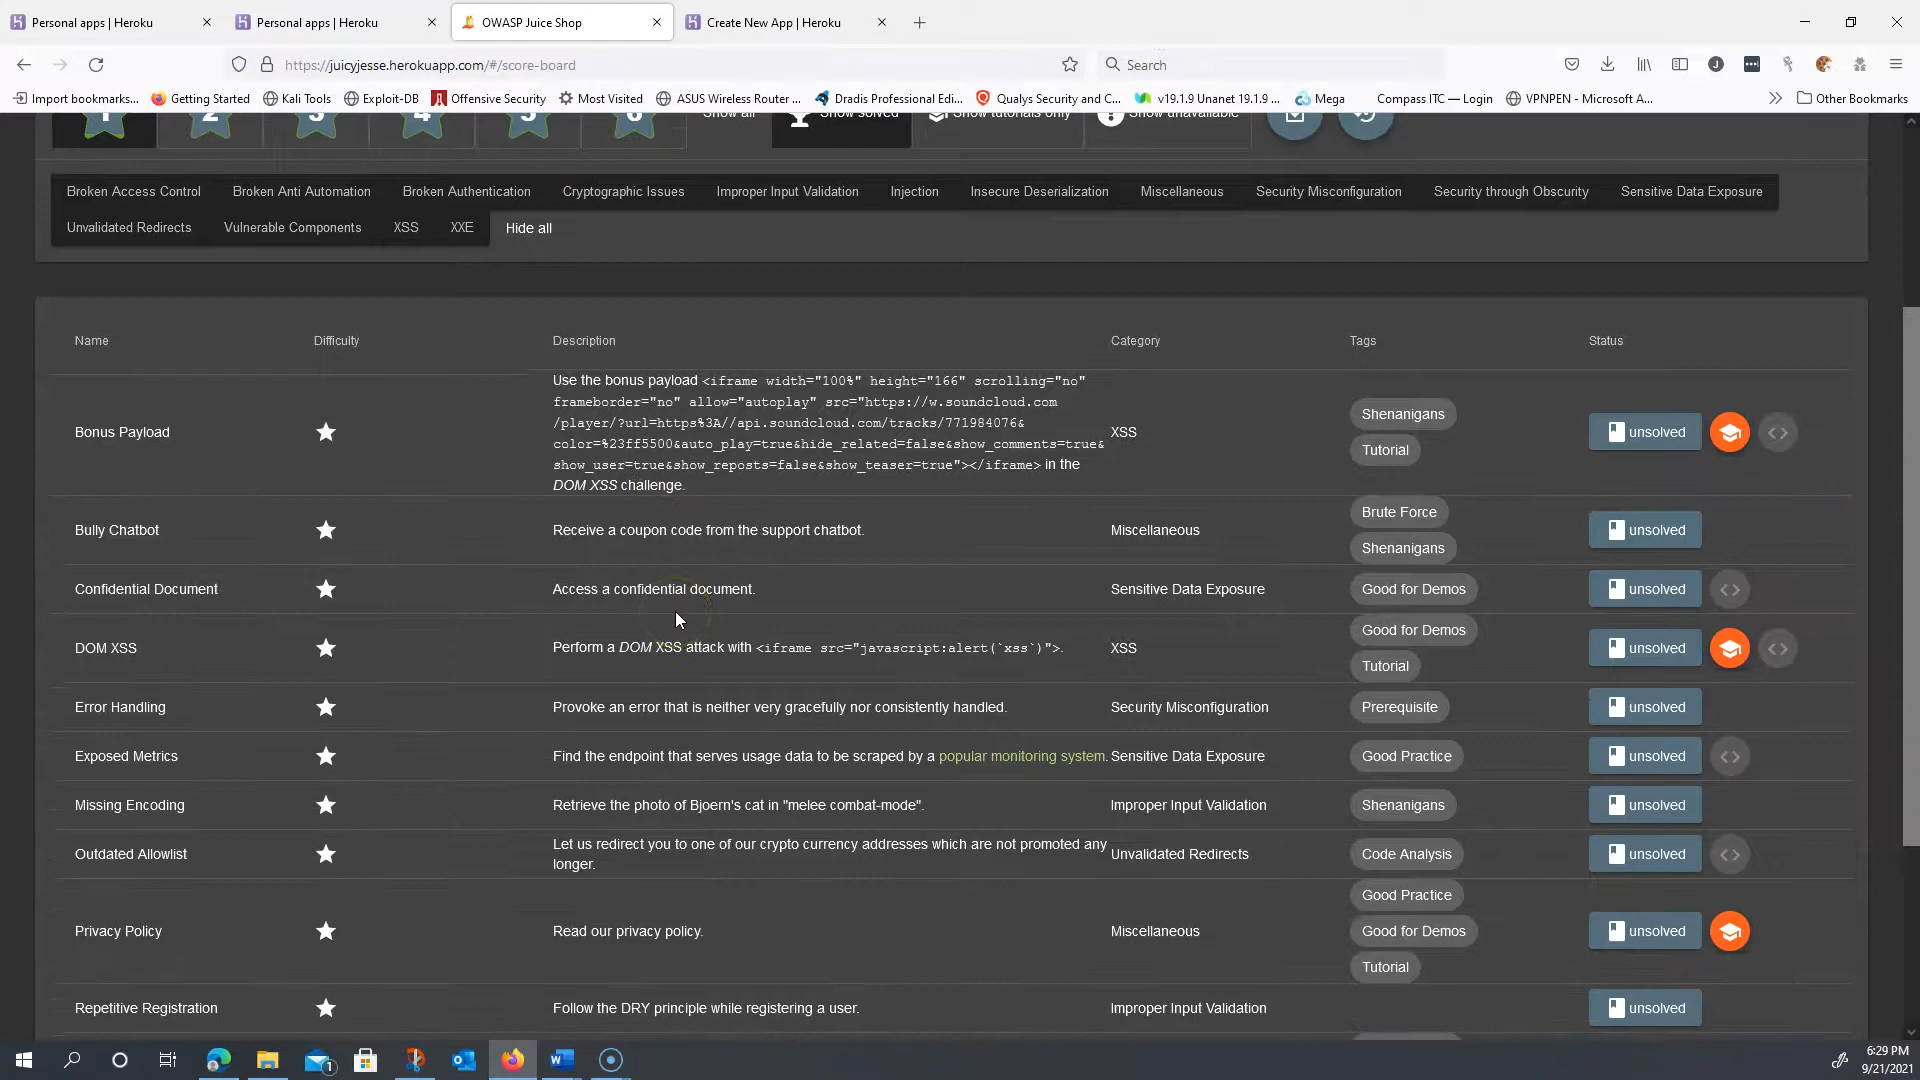 Personal apps | Heroku
Personal apps | Heroku
OWASP Juice Shop
Create New App | Heroku
https://juicyjesse.herokuapp.com/#/score-board
Search
Import bookmarks...
Getting Started
Kali Tools
Exploit-DB
Offensive Security
Most Visited
ASUS Wireless Router ...
Dradis Professional Edi...
Qualys Security and C...
v19.1.9 Unanet 19.1.9 ...
Mega
Compass ITC — Login
VPNPEN - Microsoft A...
Other Bookmarks
1 2 3 4 5 6 Show all Show solved Show tutorials only Show unavailable
Broken Access Control Broken Anti Automation Broken Authentication Cryptographic Issues Improper Input Validation Injection Insecure Deserialization Miscellaneous Security Misconfiguration Security through Obscurity Sensitive Data Exposure
Unvalidated Redirects Vulnerable Components XSS XXE Hide all
Name Difficulty Description Category Tags Status
Bonus Payload
Use the bonus payload <iframe width="100%" height="166" scrolling="no"
frameborder="no" allow="autoplay" src="https://w.soundcloud.com
/player/?url=https%3A//api.soundcloud.com/tracks/771984076&
color=%23ff5500&auto_play=true&hide_related=false&show_comments=true&
show_user=true&show_reposts=false&show_teaser=true"></iframe> in the
DOM XSS challenge.
XSS
Shenanigans
Tutorial
unsolved
Bully Chatbot
Receive a coupon code from the support chatbot.
Miscellaneous
Brute Force
Shenanigans
unsolved
Confidential Document
Access a confidential document.
Sensitive Data Exposure
Good for Demos
unsolved
DOM XSS
Perform a DOM XSS attack with <iframe src="javascript:alert(`xss`)">.
XSS
Good for Demos
Tutorial
unsolved
Error Handling
Provoke an error that is neither very gracefully nor consistently handled.
Security Misconfiguration
Prerequisite
unsolved
Exposed Metrics
Find the endpoint that serves usage data to be scraped by a popular monitoring system.
Sensitive Data Exposure
Good Practice
unsolved
Missing Encoding
Retrieve the photo of Bjoern's cat in "melee combat-mode".
Improper Input Validation
Shenanigans
unsolved
Outdated Allowlist
Let us redirect you to one of our crypto currency addresses which are not promoted any
longer.
Unvalidated Redirects
Code Analysis
unsolved
Privacy Policy
Read our privacy policy.
Miscellaneous
Good Practice
Good for Demos
Tutorial
unsolved
Repetitive Registration
Follow the DRY principle while registering a user.
Improper Input Validation
unsolved
1
6:29 PM
9/21/2021